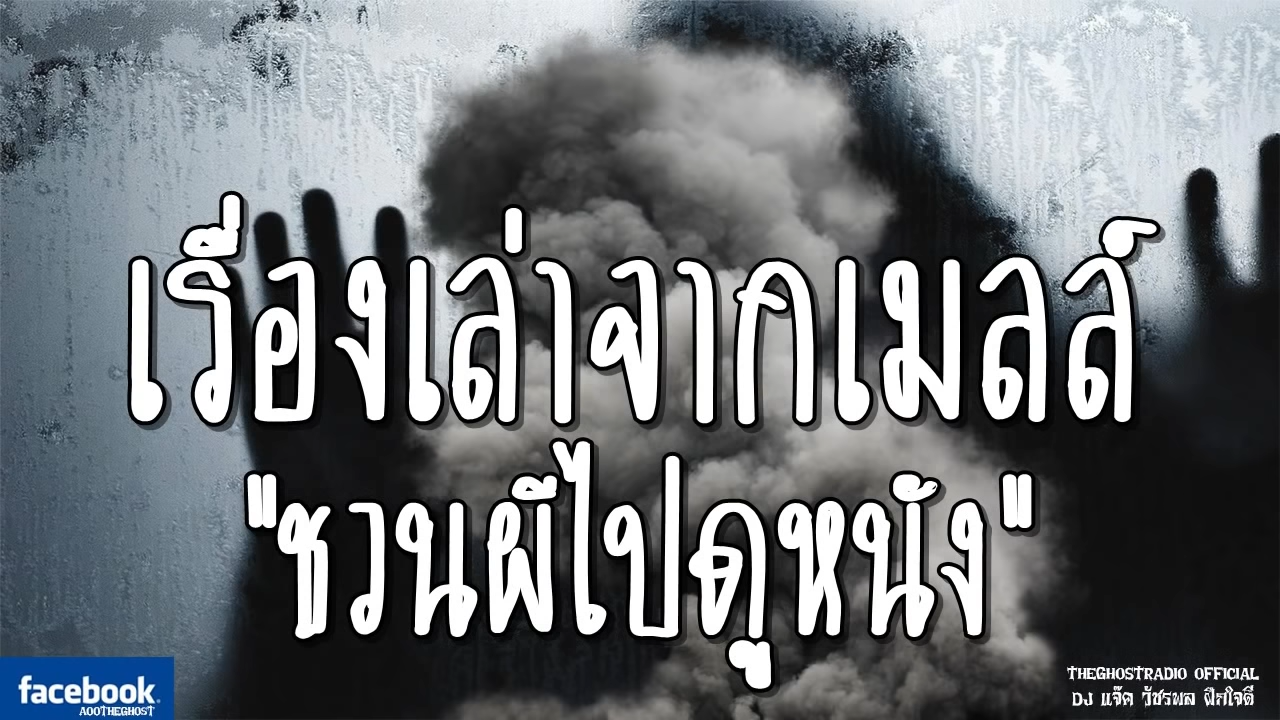 เรื่องเล่าจากเมลล์
"ชวนผีไปดูหนัง"
facebook.
AOOTHEGHOST
THEGHOSTRADIO OFFICIAL
DJ แจ๊ค วัชรพล ฝึกใจดี